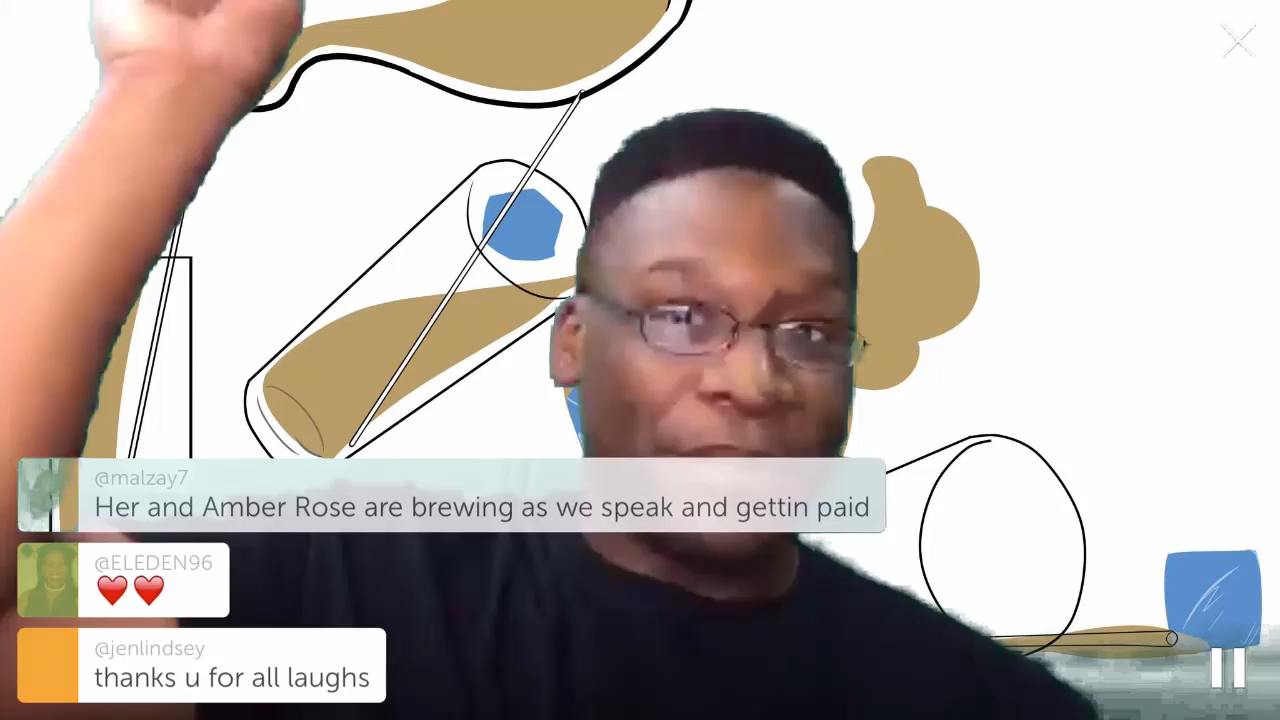 @malzay7
Her and Amber Rose are brewing as we speak and gettin paid
@ELEDEN96
❤️❤️
@jenlindsey
thanks u for all laughs